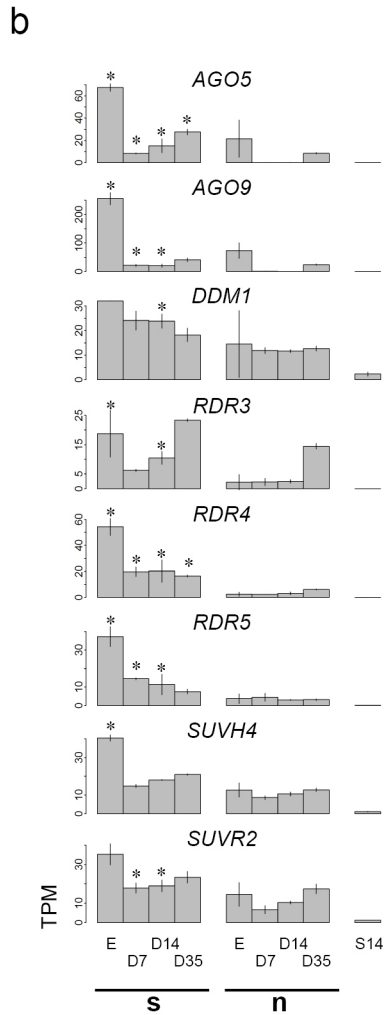 b
AGO5
* * * *
0 20 40 60
AGO9
* * *
0 100 200
DDM1
*
0 10 20 30
RDR3
* *
0 5 15 25
RDR4
* * * *
0 20 40 60
RDR5
* * *
0 10 30
SUVH4
*
0 10 30
SUVR2
* *
0 10 30
TPM
E D14 E D14 S14
D7 D35 D7 D35
s n